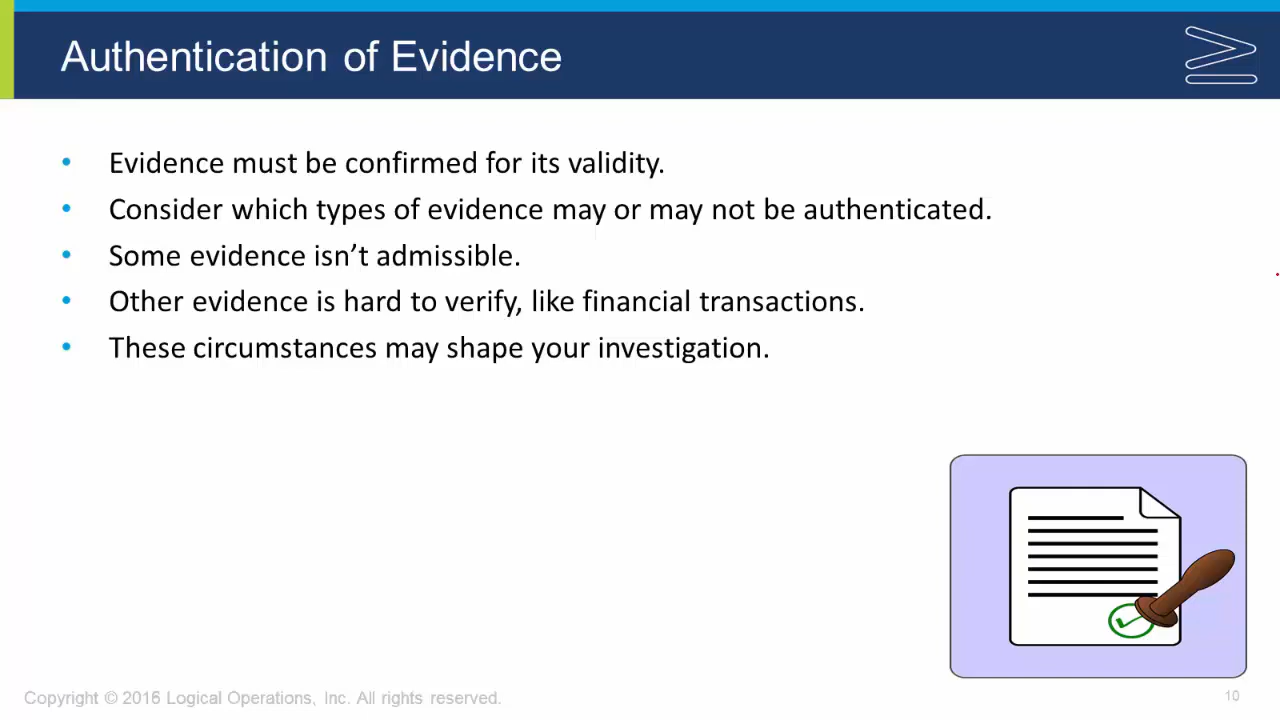 Authentication of Evidence
• Evidence must be confirmed for its validity.
• Consider which types of evidence may or may not be authenticated.
• Some evidence isn’t admissible.
• Other evidence is hard to verify, like financial transactions.
• These circumstances may shape your investigation.
Copyright © 2016 Logical Operations, Inc. All rights reserved.
10